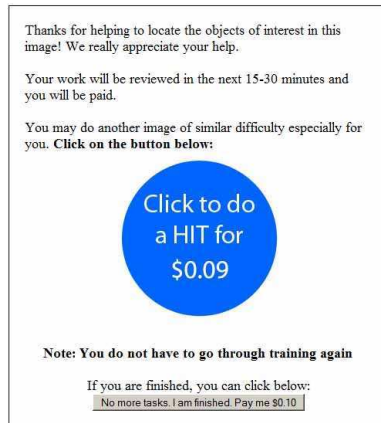 Thanks for helping to locate the objects of interest in this
image! We really appreciate your help.
Your work will be reviewed in the next 15-30 minutes and
you will be paid.
You may do another image of similar difficulty especially for
you. Click on the button below:
Click to do
a HIT for
$0.09
Note: You do not have to go through training again
If you are finished, you can click below:
No more tasks. I am finished. Pay me $0.10